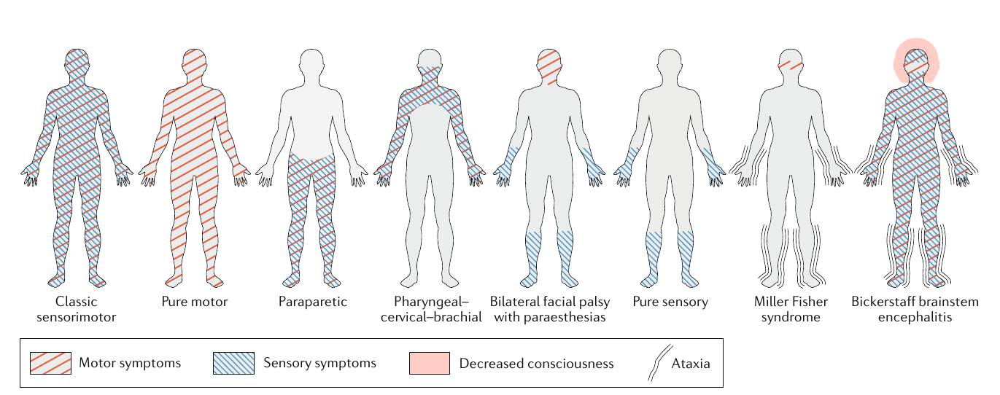 Classic
sensorimotor
Pure motor
Paraparetic
Pharyngeal–
cervical–brachial
Bilateral facial palsy
with paraesthesias
Pure sensory
Miller Fisher
syndrome
Bickerstaff brainstem
encephalitis
Motor symptoms
Sensory symptoms
Decreased consciousness
Ataxia